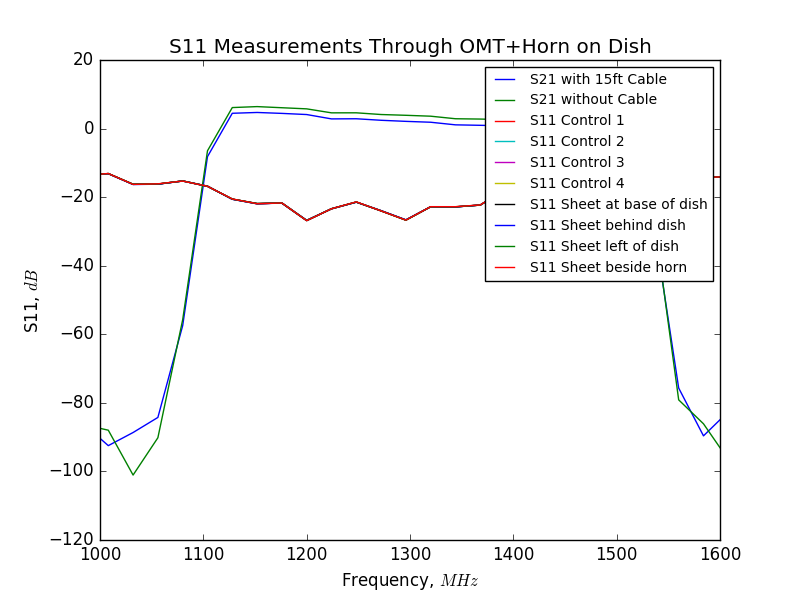 S11 Measurements Through OMT+Horn on Dish
S21 with 15ft Cable
S21 without Cable
S11 Control 1
S11 Control 2
S11 Control 3
S11 Control 4
S11 Sheet at base of dish
S11 Sheet behind dish
S11 Sheet left of dish
S11 Sheet beside horn
20
0
−20
−40
−60
−80
−100
−120
S11, dB
1000 1100 1200 1300 1400 1500 1600
Frequency, MHz